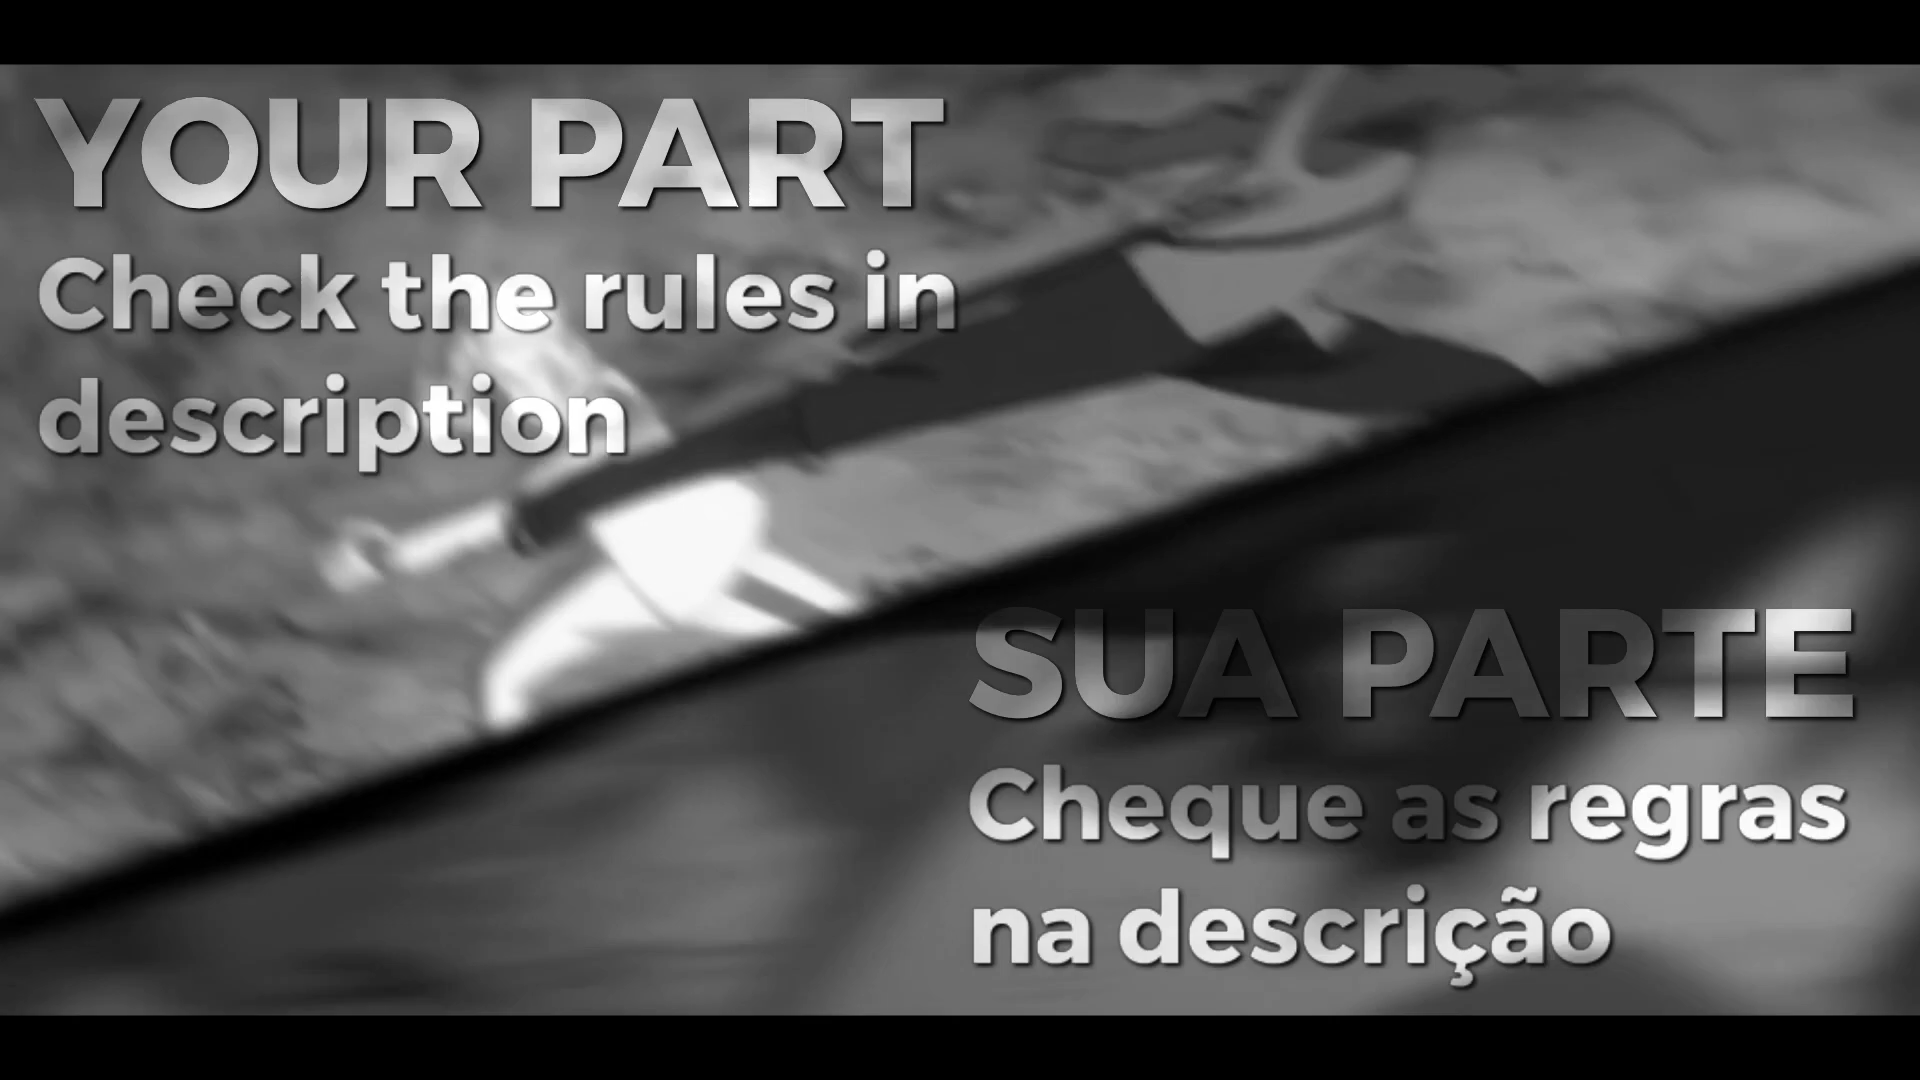 YOUR PART
Check the rules in
description
SUA PARTE
Cheque as regras
na descrição